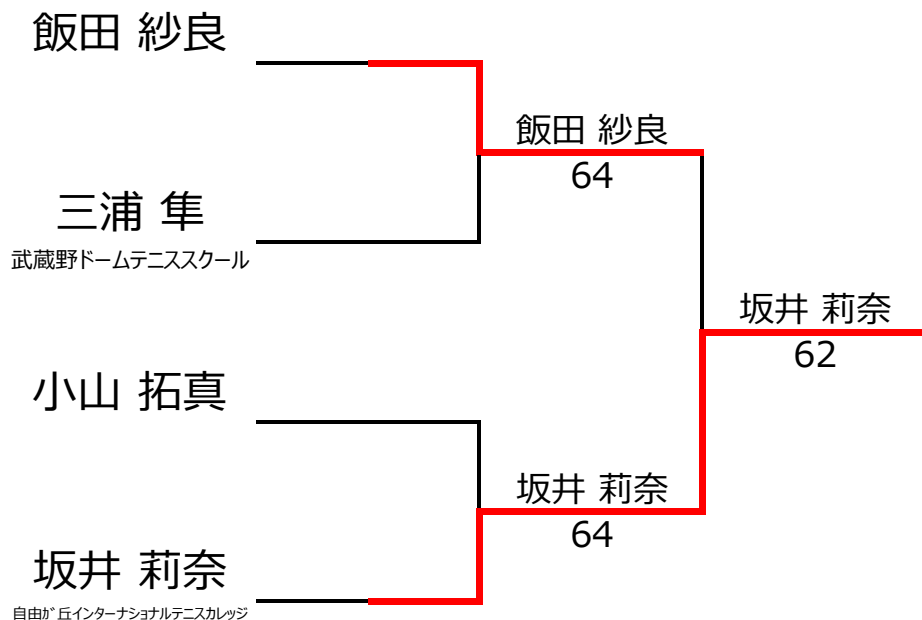 飯田 紗良
飯田 紗良
64
三浦 隼
武蔵野ドームテニススクール
坂井 莉奈
62
小山 拓真
坂井 莉奈
64
坂井 莉奈
自由が丘インターナショナルテニスカレッジ